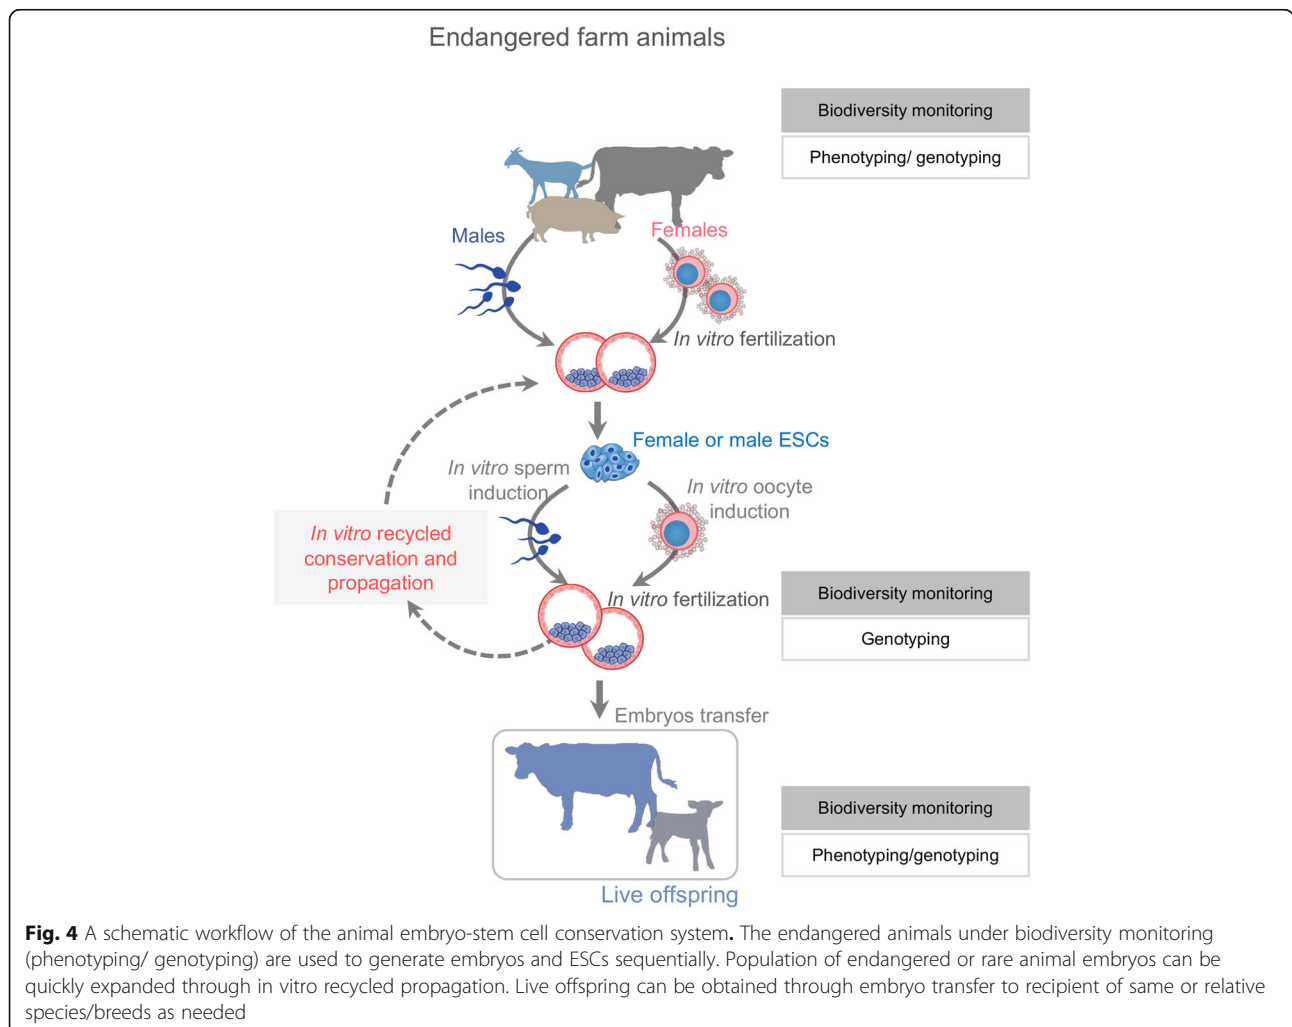 Endangered farm animals
Biodiversity monitoring
Phenotyping/ genotyping
Males
Females
In vitro fertilization
Female or male ESCs
In vitro sperm
induction
In vitro oocyte
induction
In vitro recycled
conservation and
propagation
In vitro fertilization
Biodiversity monitoring
Genotyping
Embryos transfer
Biodiversity monitoring
Phenotyping/genotyping
Live offspring
Fig. 4 A schematic workflow of the animal embryo-stem cell conservation system. The endangered animals under biodiversity monitoring
(phenotyping/ genotyping) are used to generate embryos and ESCs sequentially. Population of endangered or rare animal embryos can be
quickly expanded through in vitro recycled propagation. Live offspring can be obtained through embryo transfer to recipient of same or relative
species/breeds as needed